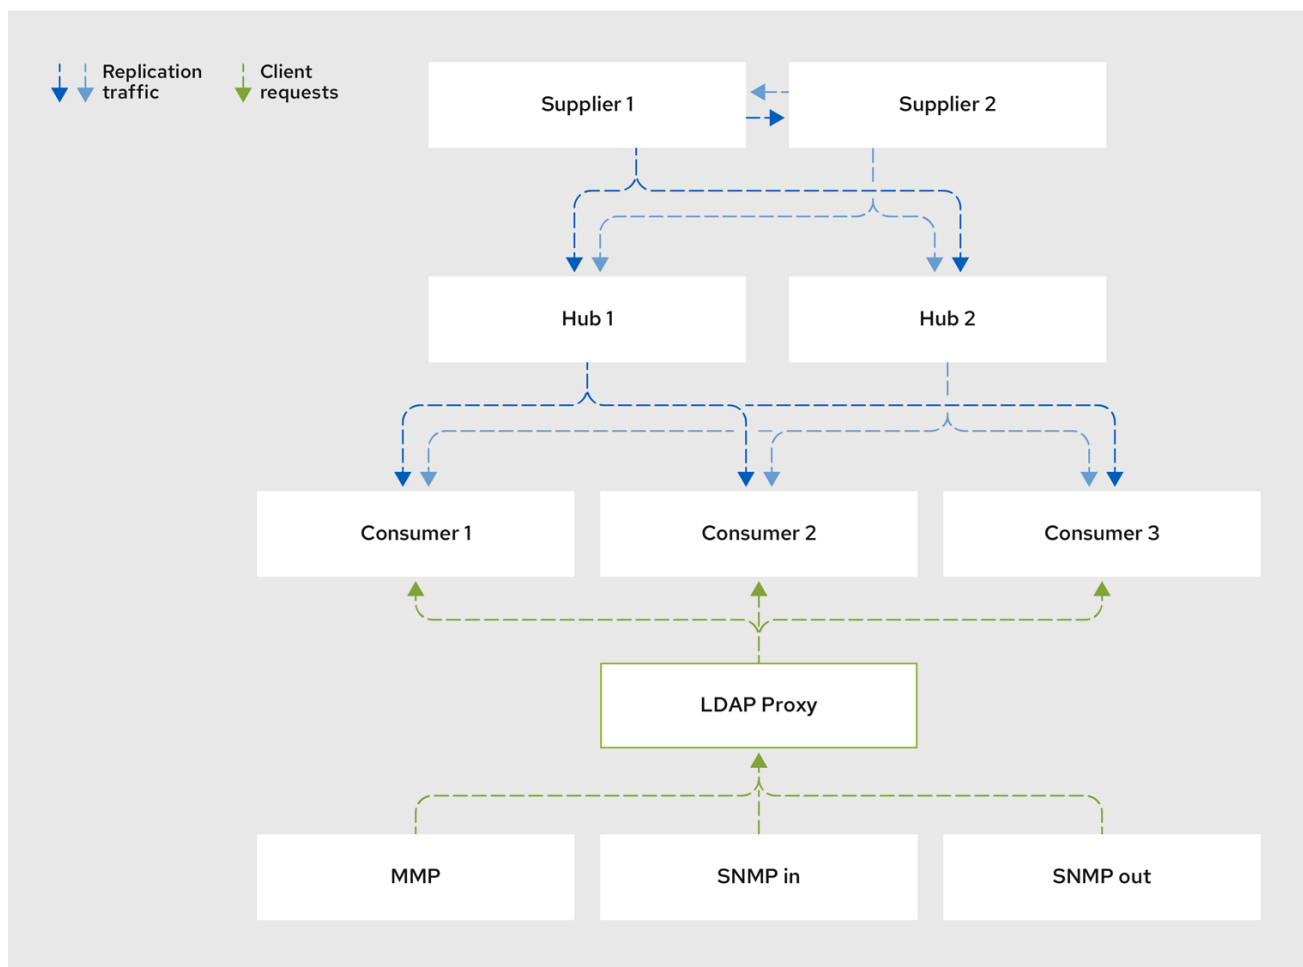 Replication
traffic
Client
requests
Supplier 1
Supplier 2
Hub 1
Hub 2
Consumer 1
Consumer 2
Consumer 3
LDAP Proxy
MMP
SNMP in
SNMP out